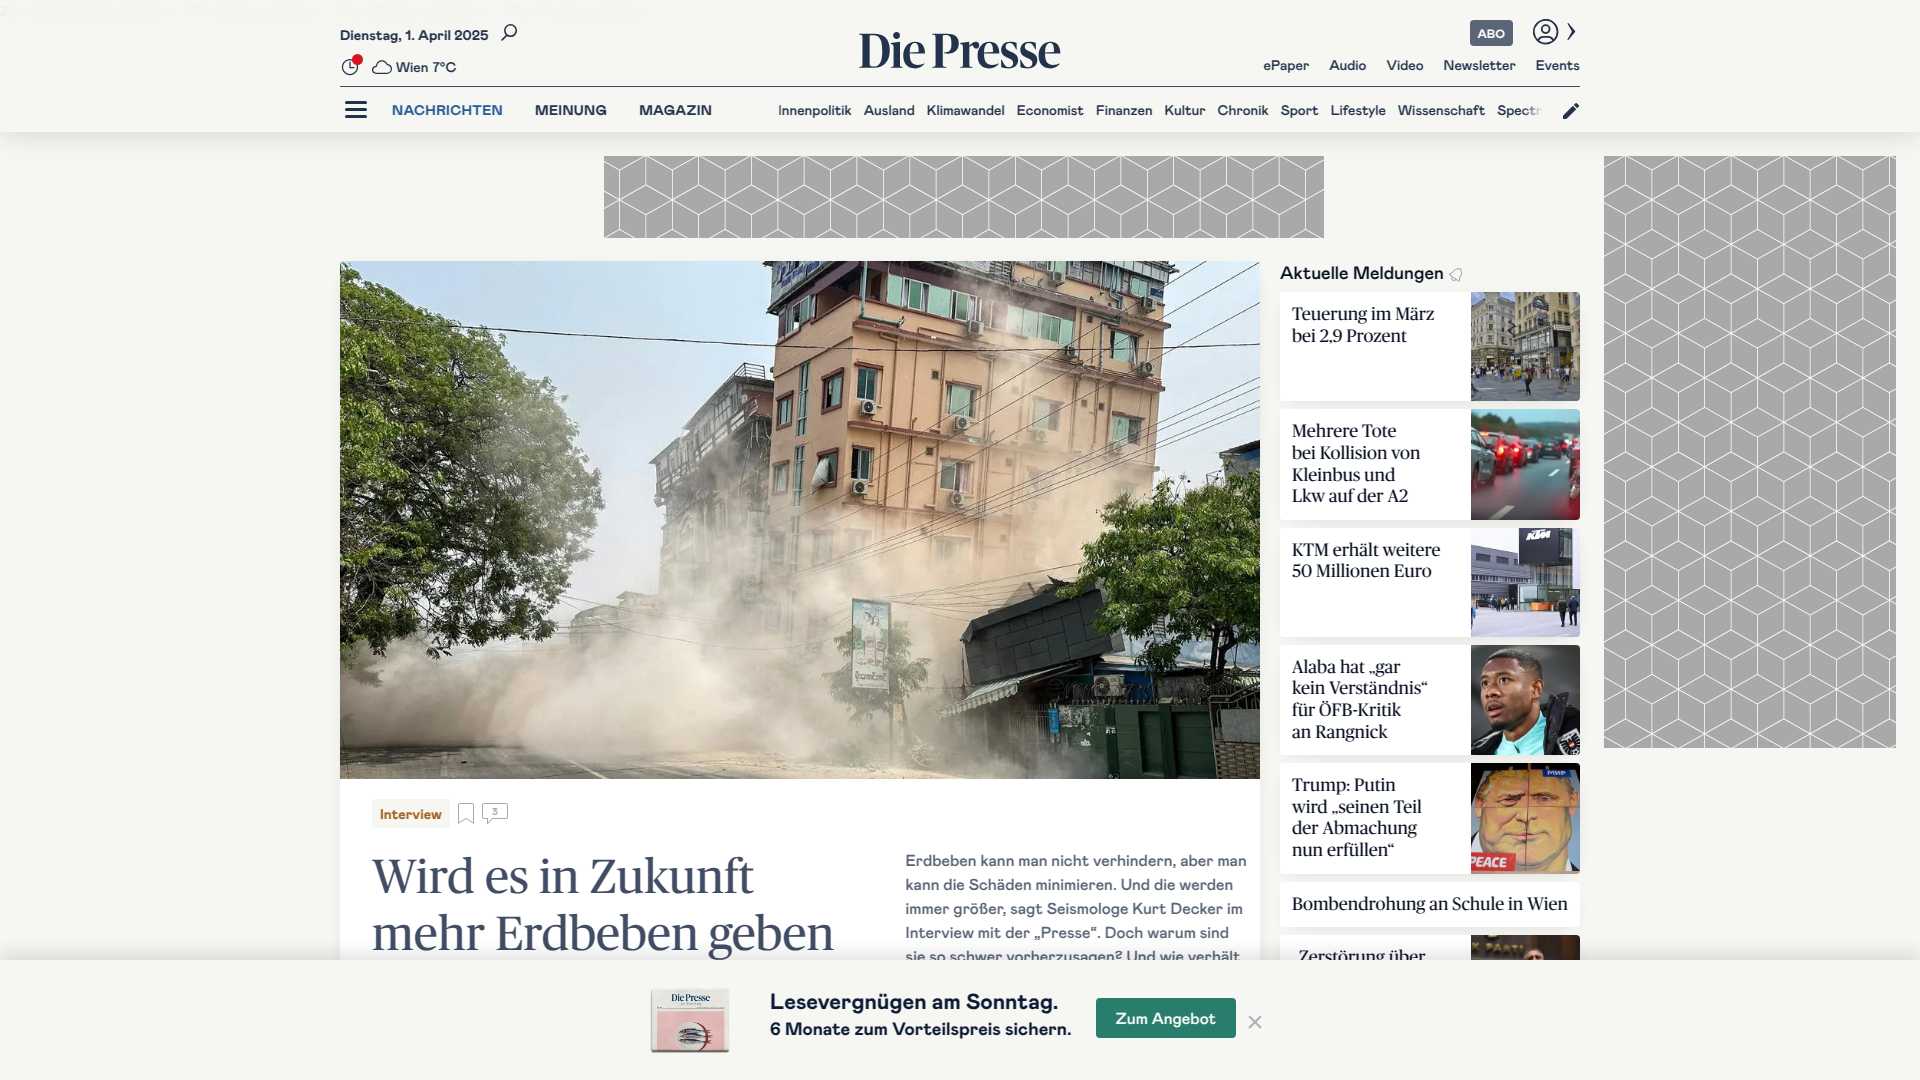 Dienstag, 1. April 2025
Wien 7°C
Die Presse
ABO
ePaper Audio Video Newsletter Events
NACHRICHTEN MEINUNG MAGAZIN
Innenpolitik Ausland Klimawandel Economist Finanzen Kultur Chronik Sport Lifestyle Wissenschaft Spectr
Interview
3
Wird es in Zukunft
mehr Erdbeben geben
Erdbeben kann man nicht verhindern, aber man
kann die Schäden minimieren. Und die werden
immer größer, sagt Seismologe Kurt Decker im
Interview mit der „Presse“. Doch warum sind
sie so schwer vorherzusagen? Und wie verhält
Aktuelle Meldungen
Teuerung im März
bei 2,9 Prozent
Mehrere Tote
bei Kollision von
Kleinbus und
Lkw auf der A2
KTM erhält weitere
50 Millionen Euro
KTM
Alaba hat „gar
kein Verständnis“
für ÖFB-Kritik
an Rangnick
Trump: Putin
wird „seinen Teil
der Abmachung
nun erfüllen“
PEACE
Bombendrohung an Schule in Wien
Zerstörung über
Die Presse
Lesevergnügen am Sonntag.
6 Monate zum Vorteilspreis sichern.
Zum Angebot